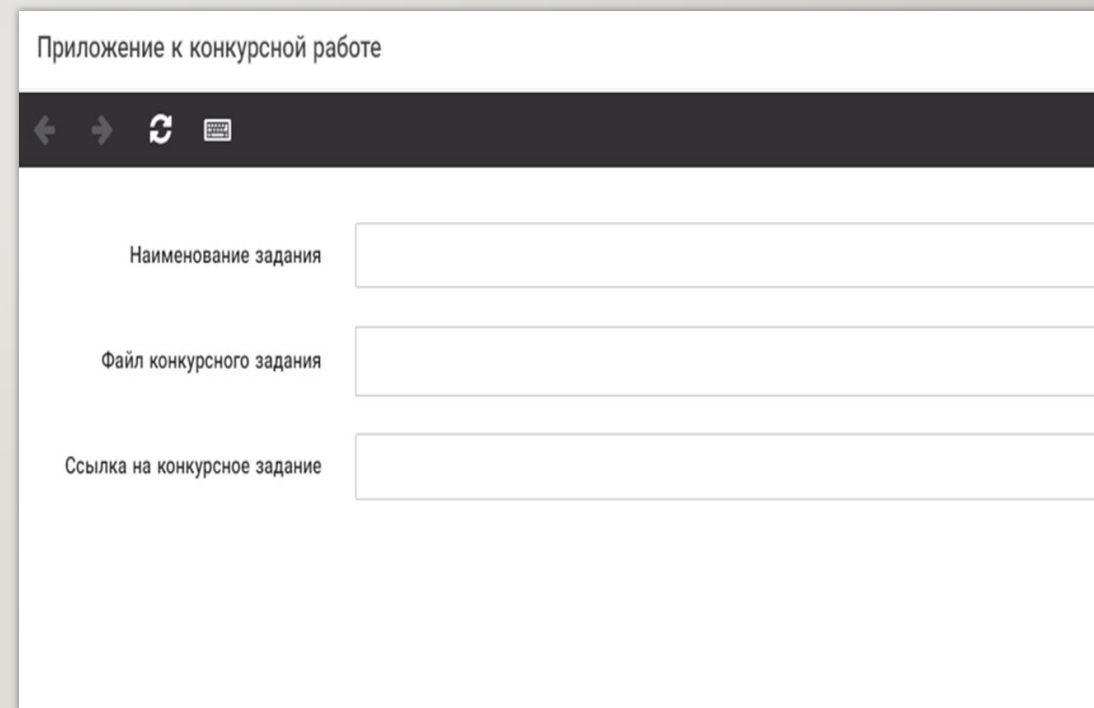 Приложение к конкурсной работе
Наименование задания
Файл конкурсного задания
Ссылка на конкурсное задание